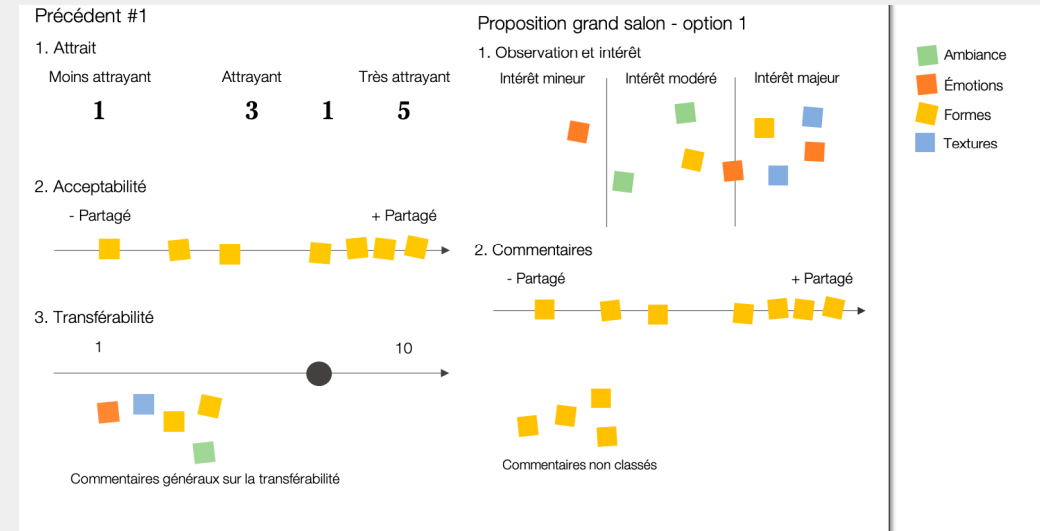 Précédent #1
1. Attrait
Moins attrayant Attrayant Très attrayant
1 3 1 5
2. Acceptabilité
- Partagé + Partagé
3. Transférabilité
1 10
Commentaires généraux sur la transférabilité
Proposition grand salon - option 1
1. Observation et intérêt
Intérêt mineur Intérêt modéré Intérêt majeur
2. Commentaires
- Partagé + Partagé
Commentaires non classés
Ambiance
Émotions
Formes
Textures